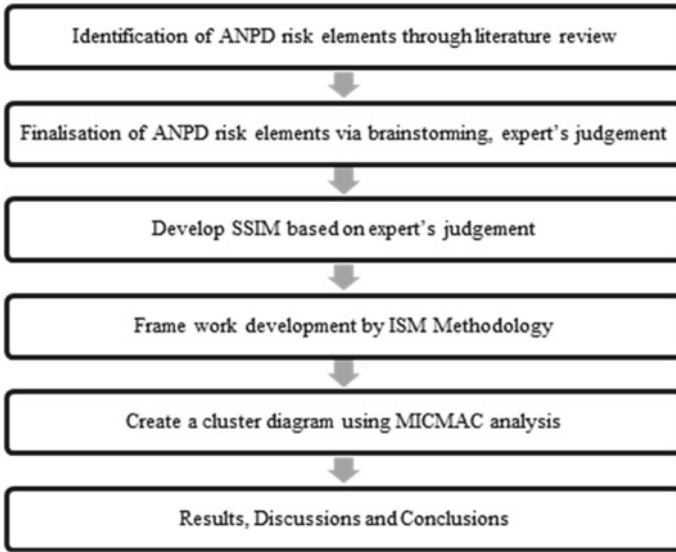 Identification of ANPD risk elements through literature review
Finalisation of ANPD risk elements via brainstorming, expert's judgement
Develop SSIM based on expert's judgement
Frame work development by ISM Methodology
Create a cluster diagram using MICMAC analysis
Results, Discussions and Conclusions